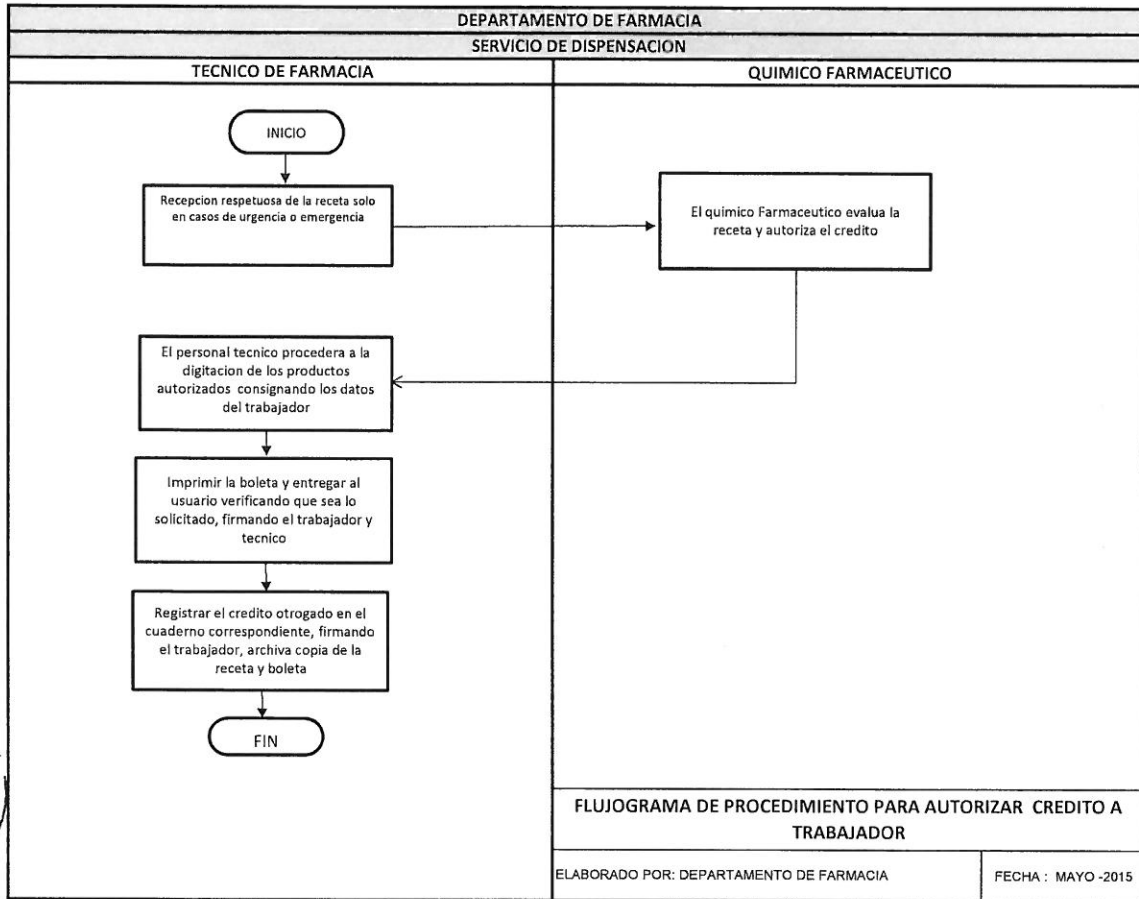 DEPARTAMENTO DE FARMACIA
SERVICIO DE DISPENSACION
TECNICO DE FARMACIA
QUIMICO FARMACEUTICO
INICIO
Recepcion respetuosa de la receta solo
en casos de urgencia o emergencia
El quimico Farmaceutico evalua la
receta y autoriza el credito
El personal tecnico procedera a la
digitacion de los productos
autorizados consignando los datos
del trabajador
Imprimir la boleta y entregar al
usuario verificando que sea lo
solicitado, firmando el trabajador y
tecnico
Registrar el credito otrogado en el
cuaderno correspondiente, firmando
el trabajador, archiva copia de la
receta y boleta
FIN
FLUJOGRAMA DE PROCEDIMIENTO PARA AUTORIZAR CREDITO A
TRABAJADOR
ELABORADO POR: DEPARTAMENTO DE FARMACIA
FECHA : MAYO -2015